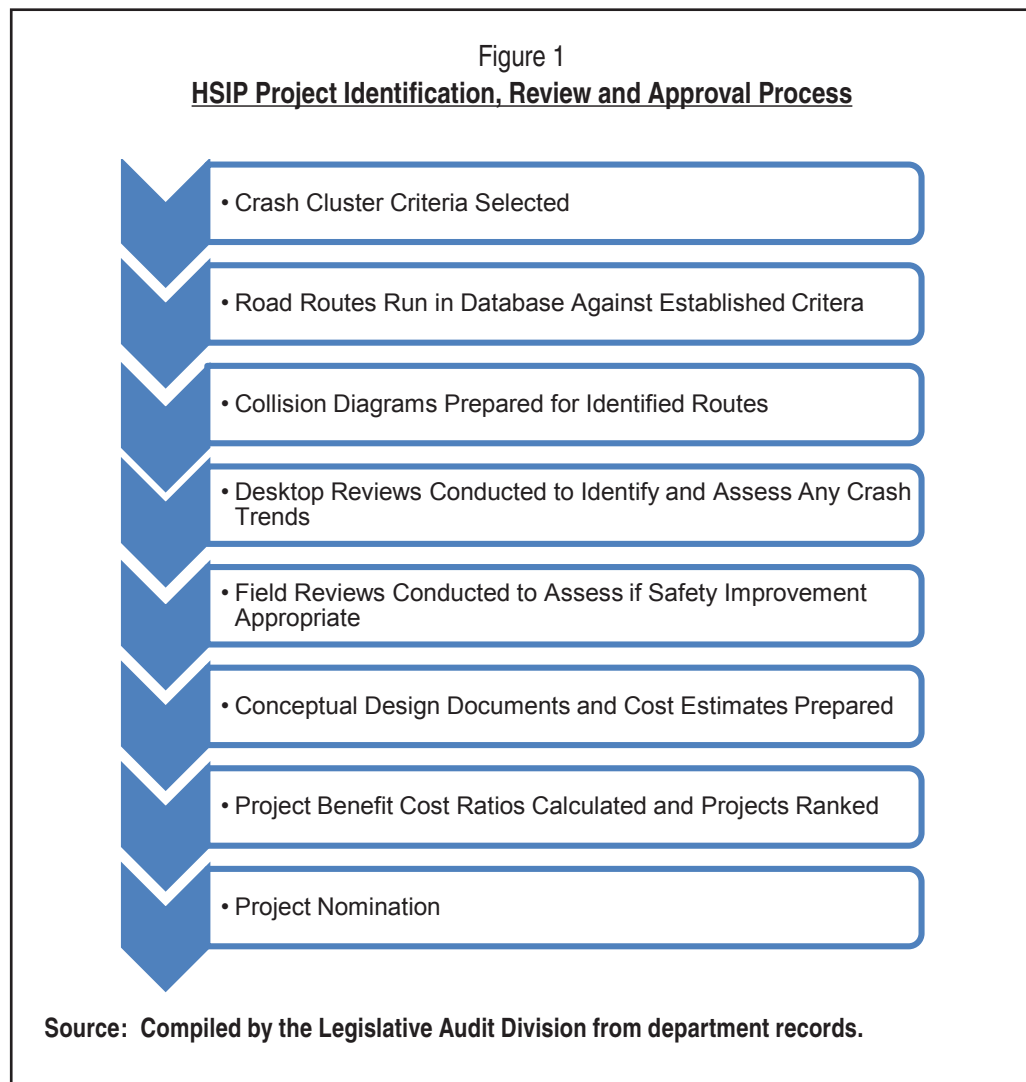 Figure 1
HSIP Project Identification, Review and Approval Process
• Crash Cluster Criteria Selected
• Road Routes Run in Database Against Established Critera
• Collision Diagrams Prepared for Identified Routes
• Desktop Reviews Conducted to Identify and Assess Any Crash
Trends
• Field Reviews Conducted to Assess if Safety Improvement
Appropriate
• Conceptual Design Documents and Cost Estimates Prepared
• Project Benefit Cost Ratios Calculated and Projects Ranked
• Project Nomination
Source: Compiled by the Legislative Audit Division from department records.